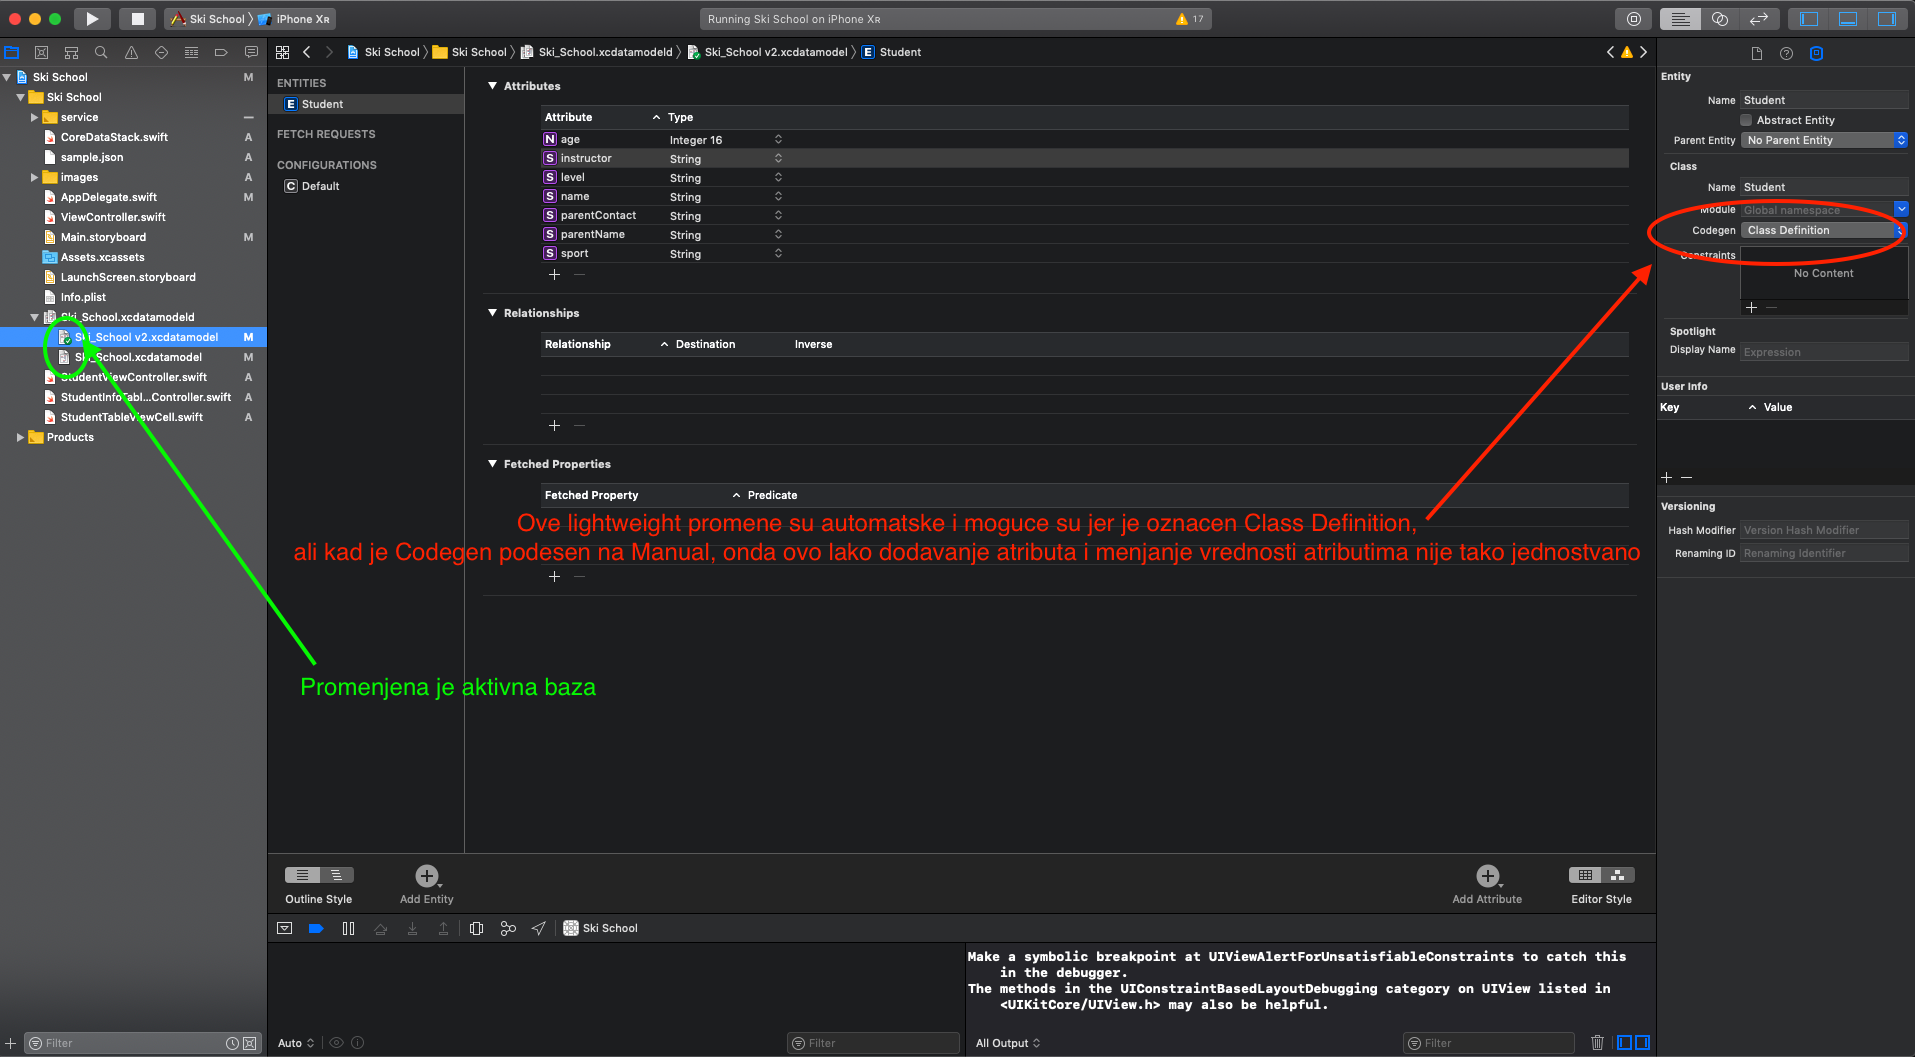 Ski School
iPhone XR
Running Ski School on iPhone XR
17
Ski School
Ski School
Ski_School.xcdatamodeld
Ski_School v2.xcdatamodel
E Student
Ski School M
Ski School
service
CoreDataStack.swift A
sample.json A
images A
AppDelegate.swift M
ViewController.swift
Main.storyboard M
Assets.xcassets
LaunchScreen.storyboard
Info.plist
Ski_School.xcdatamodeld
Ski_School v2.xcdatamodel M
Ski_School.xcdatamodel M
StudentViewController.swift A
StudentInfoTabl...Controller.swift A
StudentTableViewCell.swift A
Products
Filter
ENTITIES
E Student
FETCH REQUESTS
CONFIGURATIONS
C Default
Attributes
Attribute Type
N age Integer 16
S instructor String
S level String
S name String
S parentContact String
S parentName String
S sport String
Relationships
Relationship Destination Inverse
Fetched Properties
Fetched Property Predicate
Ove lightweight promene su automatske i moguce su jer je oznacen Class Definition,
ali kad je Codegen podesen na Manual, onda ovo lako dodavanje atributa i menjanje vrednosti atributima nije tako jednostvano
Promenjena je aktivna baza
Outline Style
Add Entity
Add Attribute
Editor Style
Ski School
Make a symbolic breakpoint at UIViewAlertForUnsatisfiableConstraints to catch this
in the debugger.
The methods in the UIConstraintBasedLayoutDebugging category on UIView listed in
<UIKitCore/UIView.h> may also be helpful.
Auto
Filter
All Output
Filter
Entity
Name Student
Abstract Entity
Parent Entity No Parent Entity
Class
Name Student
Module Global namespace
Codegen Class Definition
Constraints
No Content
Spotlight
Display Name Expression
User Info
Key Value
Versioning
Hash Modifier Version Hash Modifier
Renaming ID Renaming Identifier